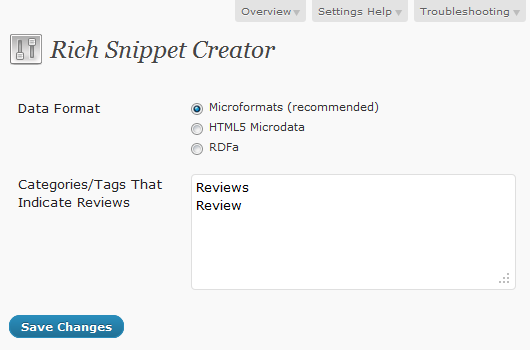 Overview
Settings Help
Troubleshooting
Rich Snippet Creator
Data Format
Microformats (recommended)
HTML5 Microdata
RDFa
Categories/Tags That
Indicate Reviews
Reviews
Review
Save Changes